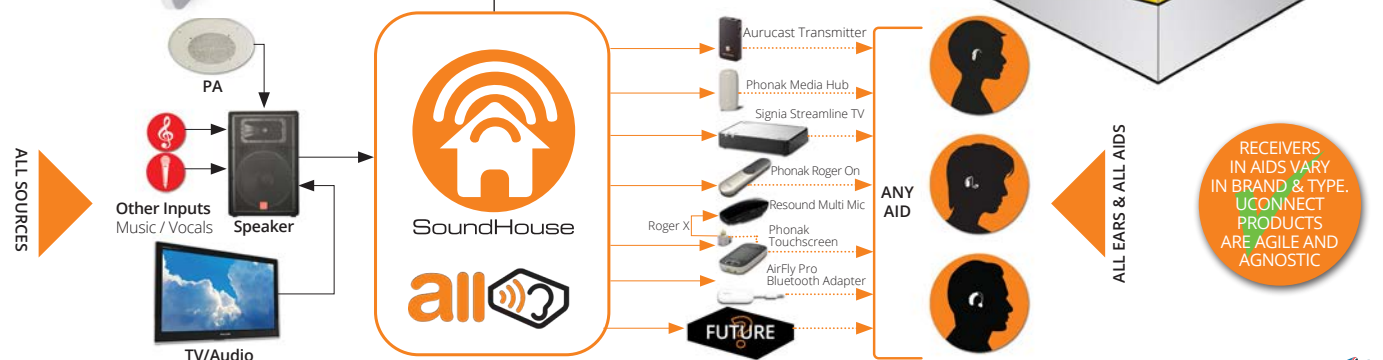 ALL SOURCES
PA
Other Inputs
Music / Vocals
Speaker
TV/Audio
SoundHouse
all
Aurucast Transmitter
Phonak Media Hub
Signia Streamline TV
Phonak Roger On
Resound Multi Mic
Roger X
Phonak
Touchscreen
AirFly Pro
Bluetooth Adapter
FUTURE
?
ANY
AID
ALL EARS & ALL AIDS
RECEIVERS
IN AIDS VARY
IN BRAND & TYPE.
UCONNECT
PRODUCTS
ARE AGILE AND
AGNOSTIC